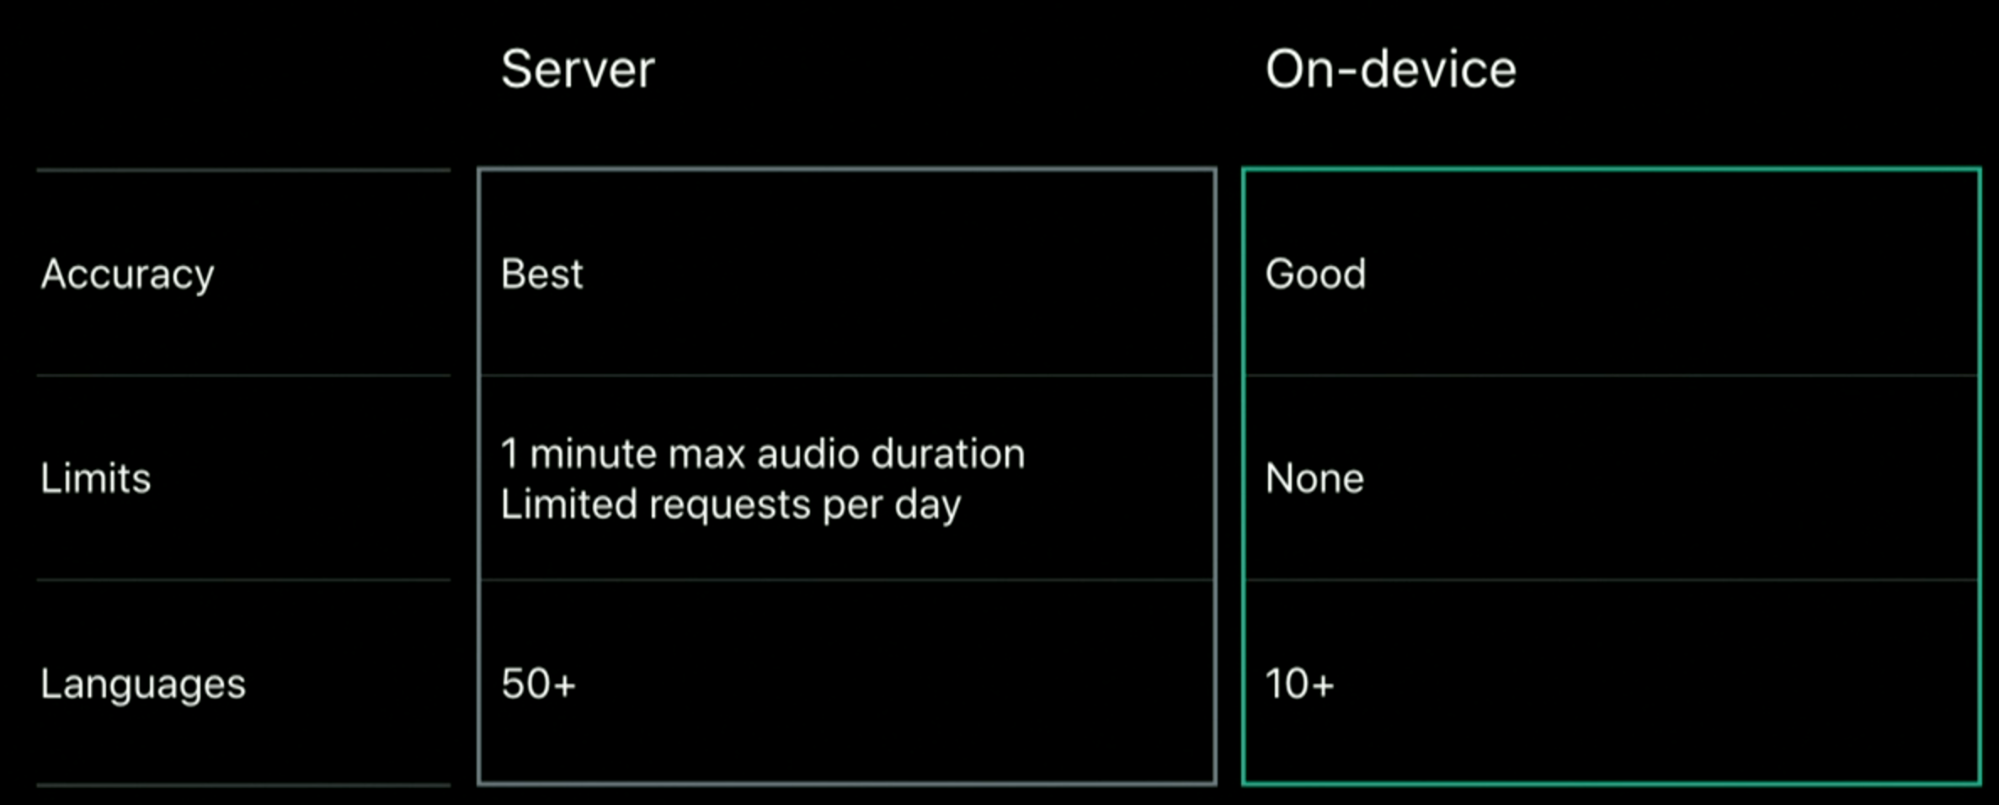 Server
On-device
Accuracy
Best
Good
Limits
1 minute max audio duration
Limited requests per day
None
Languages
50+
10+